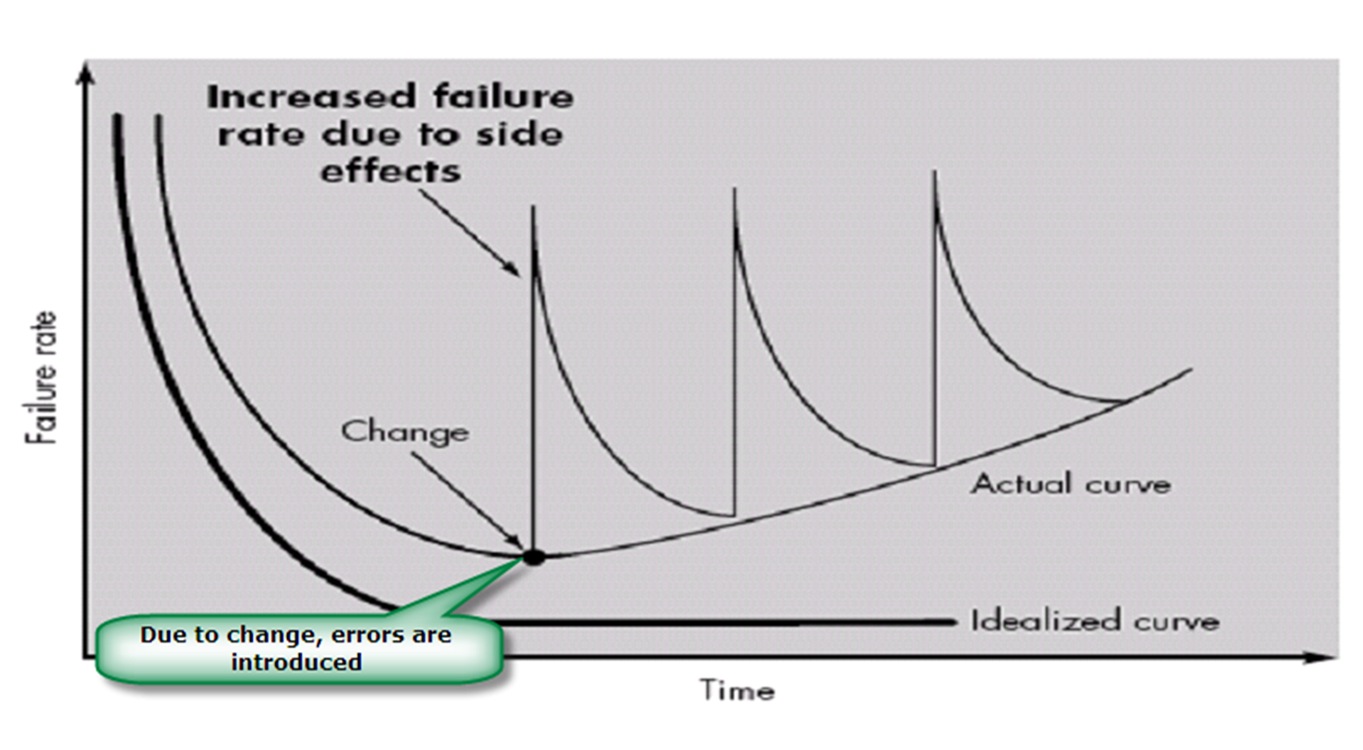 Increased failure
rate due to side
effects
Failure rate
Change
Actual curve
Idealized curve
Due to change, errors are
introduced
Time